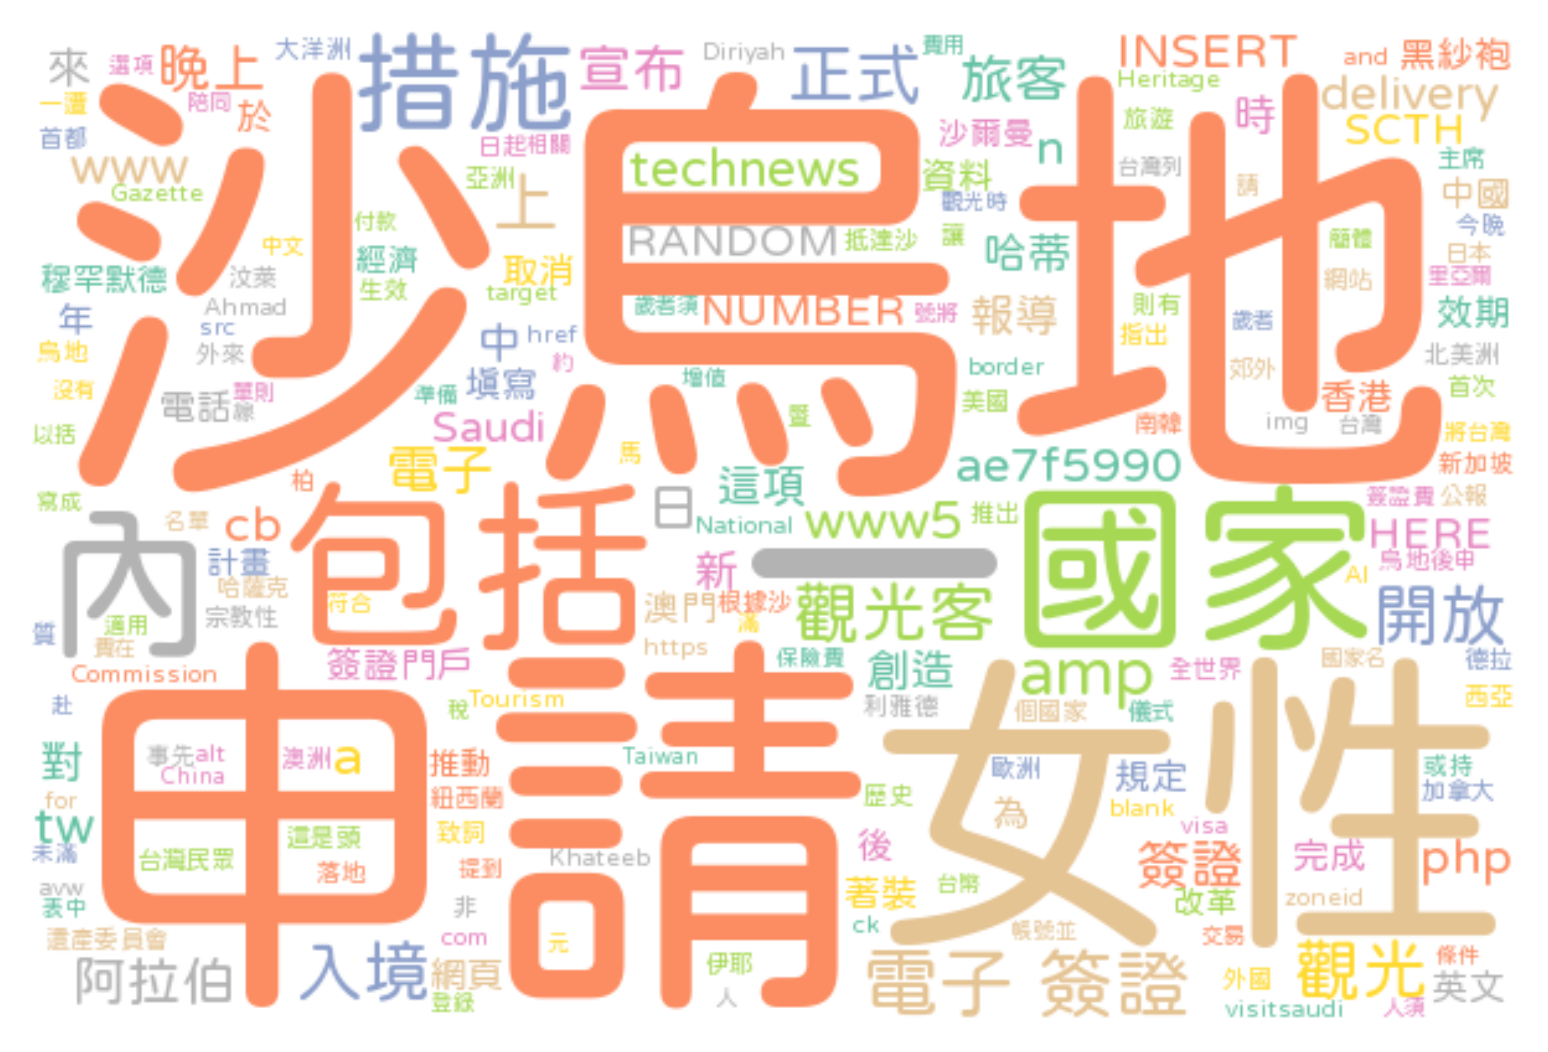 來
選項
晚上
大洋洲
措施
宣布
Diriyah
正式
費用
旅客
INSERT
and
黑紗袍
一遭
陪同
於
Heritage
delivery
首都
日起相關
沙烏地
沙爾曼
n
旅遊
時
SCTH
www
Gazette
亞洲
上
technews
資料
觀光時
台灣列
請
主席
中國
今晚
付款
中文
穆罕默德
汶萊
經濟
生效
取消
target
RANDOM
抵達沙
讓
哈蒂
簡體
日本
網站
里亞爾
年
Ahmad
src
外來
歲者須
NUMBER
號將
報導
則有
指出
歲者
效期
北美洲
烏地
沒有
中
href
約
填寫
準備
增值
border
美國
郊外
香港
首次
電話
單則
Saudi
暨
南韓
img
台灣
將台灣
以括
電子
馬
ae7f5990
新加坡
寫成
柏
日
這項
簽證費
公報
內
名單
cb
包括
National
www5
推出
國家
HERE
計畫
哈薩克
新
一
烏地後申
AI
符合
宗教性
澳門
根據沙
觀光客
開放
質
適用
費在
滿
Commission
簽證門戶
https
保險費
創造
amp
全世界
國家名
德拉
赴
稅
Tourism
利雅德
個國家
儀式
西亞
申請
女性
對
事先
alt
China
澳洲
a
推動
Taiwan
歐洲
規定
或持
加拿大
for
tw
紐西蘭
歷史
為
blank
未滿
台灣民眾
這是頭
致詞
visa
落地
提到
Khateeb
後
簽證
完成
php
avw
表中
非
著裝
台幣
改革
zoneid
遺產委員會
com
元
ck
帳號並
交易
阿拉伯
入境
網頁
登錄
伊耶
人
電子 簽證
外國
觀光
條件
英文
visitsaudi
人須